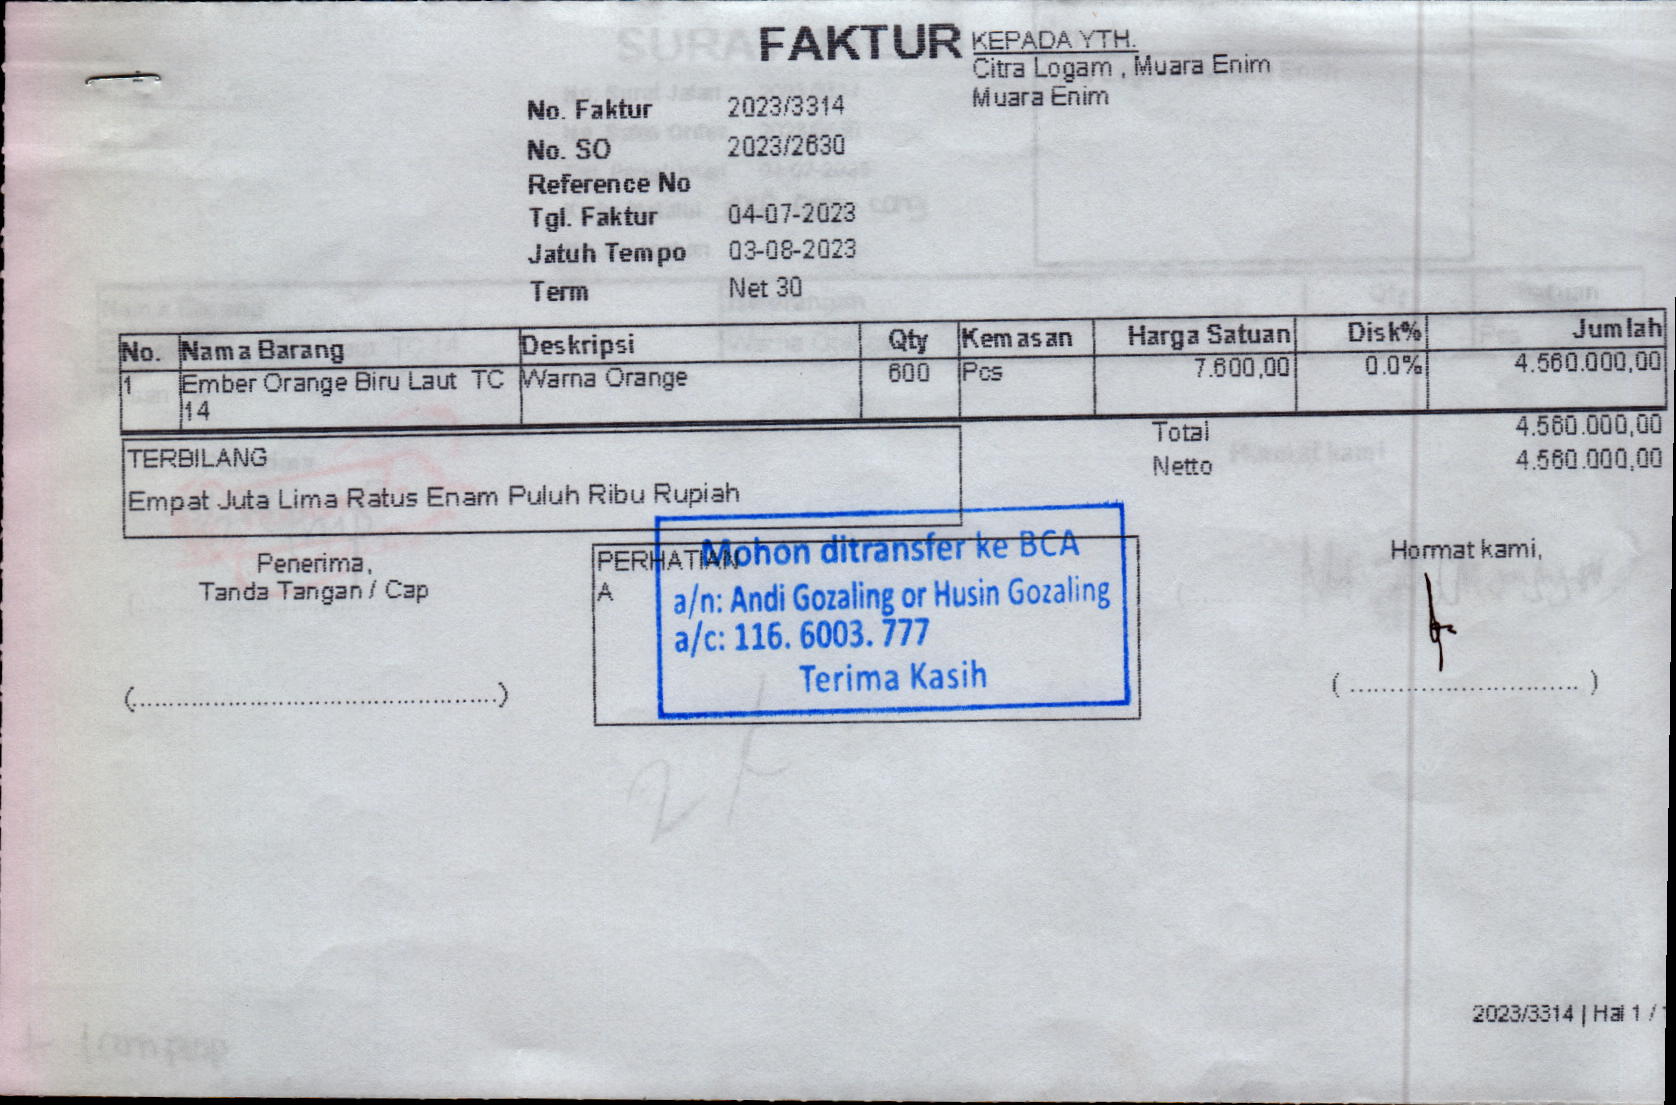 FAKTUR
KEPADA YTH.
Citra Logam , Muara Enim
Muara Enim
No. Faktur 2023/3314
No. SO 2023/2630
Reference No
Tgl. Faktur 04-07-2023
Jatuh Tempo 03-08-2023
Term Net 30
No. Nama Barang Deskripsi Qty Kemasan Harga Satuan Disk% Jumlah
1 Ember Orange Biru Laut TC Warna Orange 600 Pcs 7.600,00 0.0% 4.560.000,00
14
Total 4.560.000,00
Netto 4.560.000,00
TERBILANG
Empat Juta Lima Ratus Enam Puluh Ribu Rupiah
Penerima,
Tanda Tangan / Cap
(..................................................)
PERHATIAN
A
Mohon ditransfer ke BCA
a/n: Andi Gozaling or Husin Gozaling
a/c: 116. 6003. 777
Terima Kasih
Hormat kami,
( ............................. )
2023/3314 | Hal 1 /